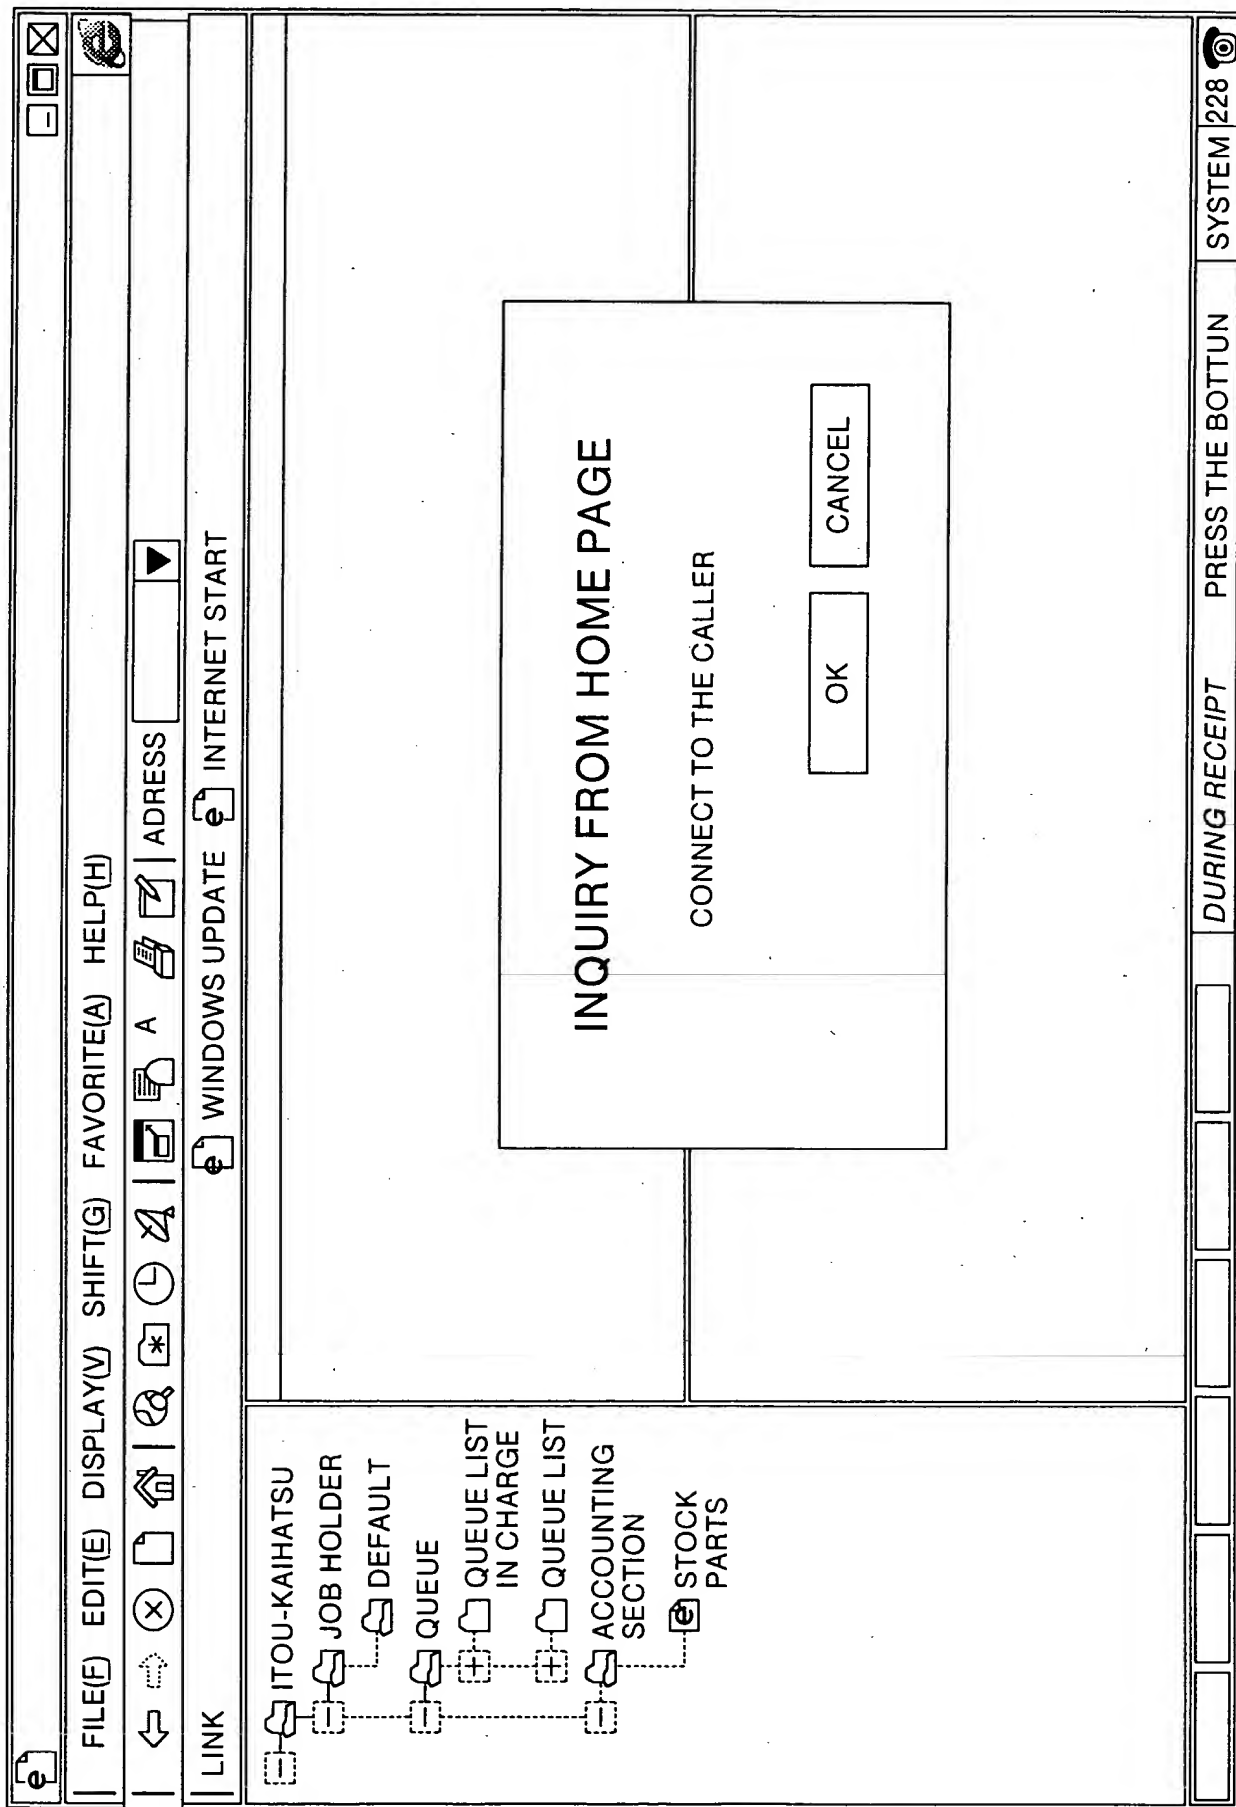 FILE(F) EDIT(E) DISPLAY(V) SHIFT(G) FAVORITE(A) HELP(H)
A ADRESS
LINK WINDOWS UPDATE INTERNET START
ITOU-KAIHATSU
JOB HOLDER
DEFAULT
QUEUE
QUEUE LIST
IN CHARGE
QUEUE LIST
ACCOUNTING
SECTION
STOCK
PARTS
INQUIRY FROM HOME PAGE
CONNECT TO THE CALLER
OK CANCEL
DURING RECEIPT PRESS THE BOTTUN SYSTEM 228